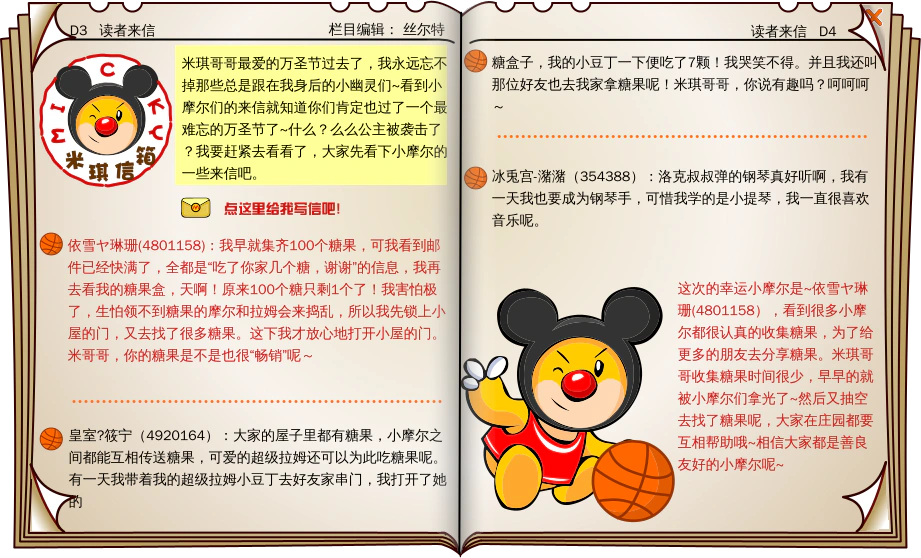 D3 读者来信
栏目编辑： 丝尔特
MICKY
米琪信箱
米琪哥哥最爱的万圣节过去了，我永远忘不
掉那些总是跟在我身后的小幽灵们~看到小
摩尔们的来信就知道你们肯定也过了一个最
难忘的万圣节了~什么？么么公主被袭击了
？我要赶紧去看看了，大家先看下小摩尔的
一些来信吧。
点这里给我写信吧!
依雪ヤ琳珊(4801158)：我早就集齐100个糖果，可我看到邮
件已经快满了，全都是“吃了你家几个糖，谢谢”的信息，我再
去看我的糖果盒，天啊！原来100个糖只剩1个了！我害怕极
了，生怕领不到糖果的摩尔和拉姆会来捣乱，所以我先锁上小
屋的门，又去找了很多糖果。这下我才放心地打开小屋的门。
米哥哥，你的糖果是不是也很“畅销”呢～
皇室?筱宁（4920164）：大家的屋子里都有糖果，小摩尔之
间都能互相传送糖果，可爱的超级拉姆还可以为此吃糖果呢。
有一天我带着我的超级拉姆小豆丁去好友家串门，我打开了她
的
读者来信 D4
糖盒子，我的小豆丁一下便吃了7颗！我哭笑不得。并且我还叫
那位好友也去我家拿糖果呢！米琪哥哥，你说有趣吗？呵呵呵
~
冰兎宫-潴潴（354388）：洛克叔叔弹的钢琴真好听啊，我有
一天我也要成为钢琴手，可惜我学的是小提琴，我一直很喜欢
音乐呢。
这次的幸运小摩尔是~依雪ヤ琳
珊(4801158），看到很多小摩
尔都很认真的收集糖果，为了给
更多的朋友去分享糖果。米琪哥
哥收集糖果时间很少，早早的就
被小摩尔们拿光了~然后又抽空
去找了糖果呢，大家在庄园都要
互相帮助哦~相信大家都是善良
友好的小摩尔呢~